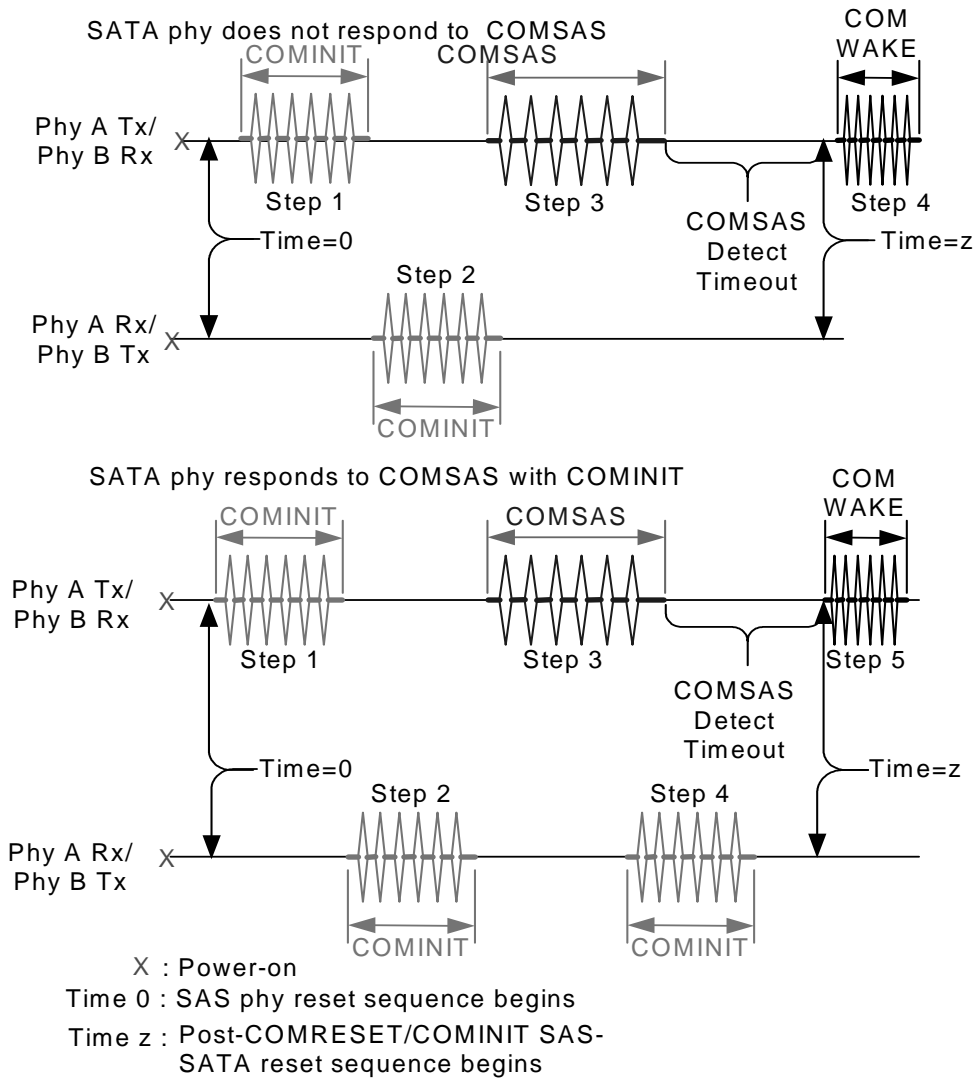 SATA phy does not respond to COMSAS
COMINIT
COMSAS
COM
WAKE
Phy A Tx/
Phy B Rx
X
Step 1
Step 3
Step 4
Time=0
COMSAS
Detect
Timeout
Time=z
Step 2
Phy A Rx/
Phy B Tx
X
COMINIT
SATA phy responds to COMSAS with COMINIT
COMINIT
COMSAS
COM
WAKE
Phy A Tx/
Phy B Rx
X
Step 1
Step 3
Step 5
COMSAS
Detect
Timeout
Time=0
Time=z
Step 2
Step 4
Phy A Rx/
Phy B Tx
X
COMINIT
COMINIT
X : Power-on
Time 0 : SAS phy reset sequence begins
Time z : Post-COMRESET/COMINIT SAS-
SATA reset sequence begins